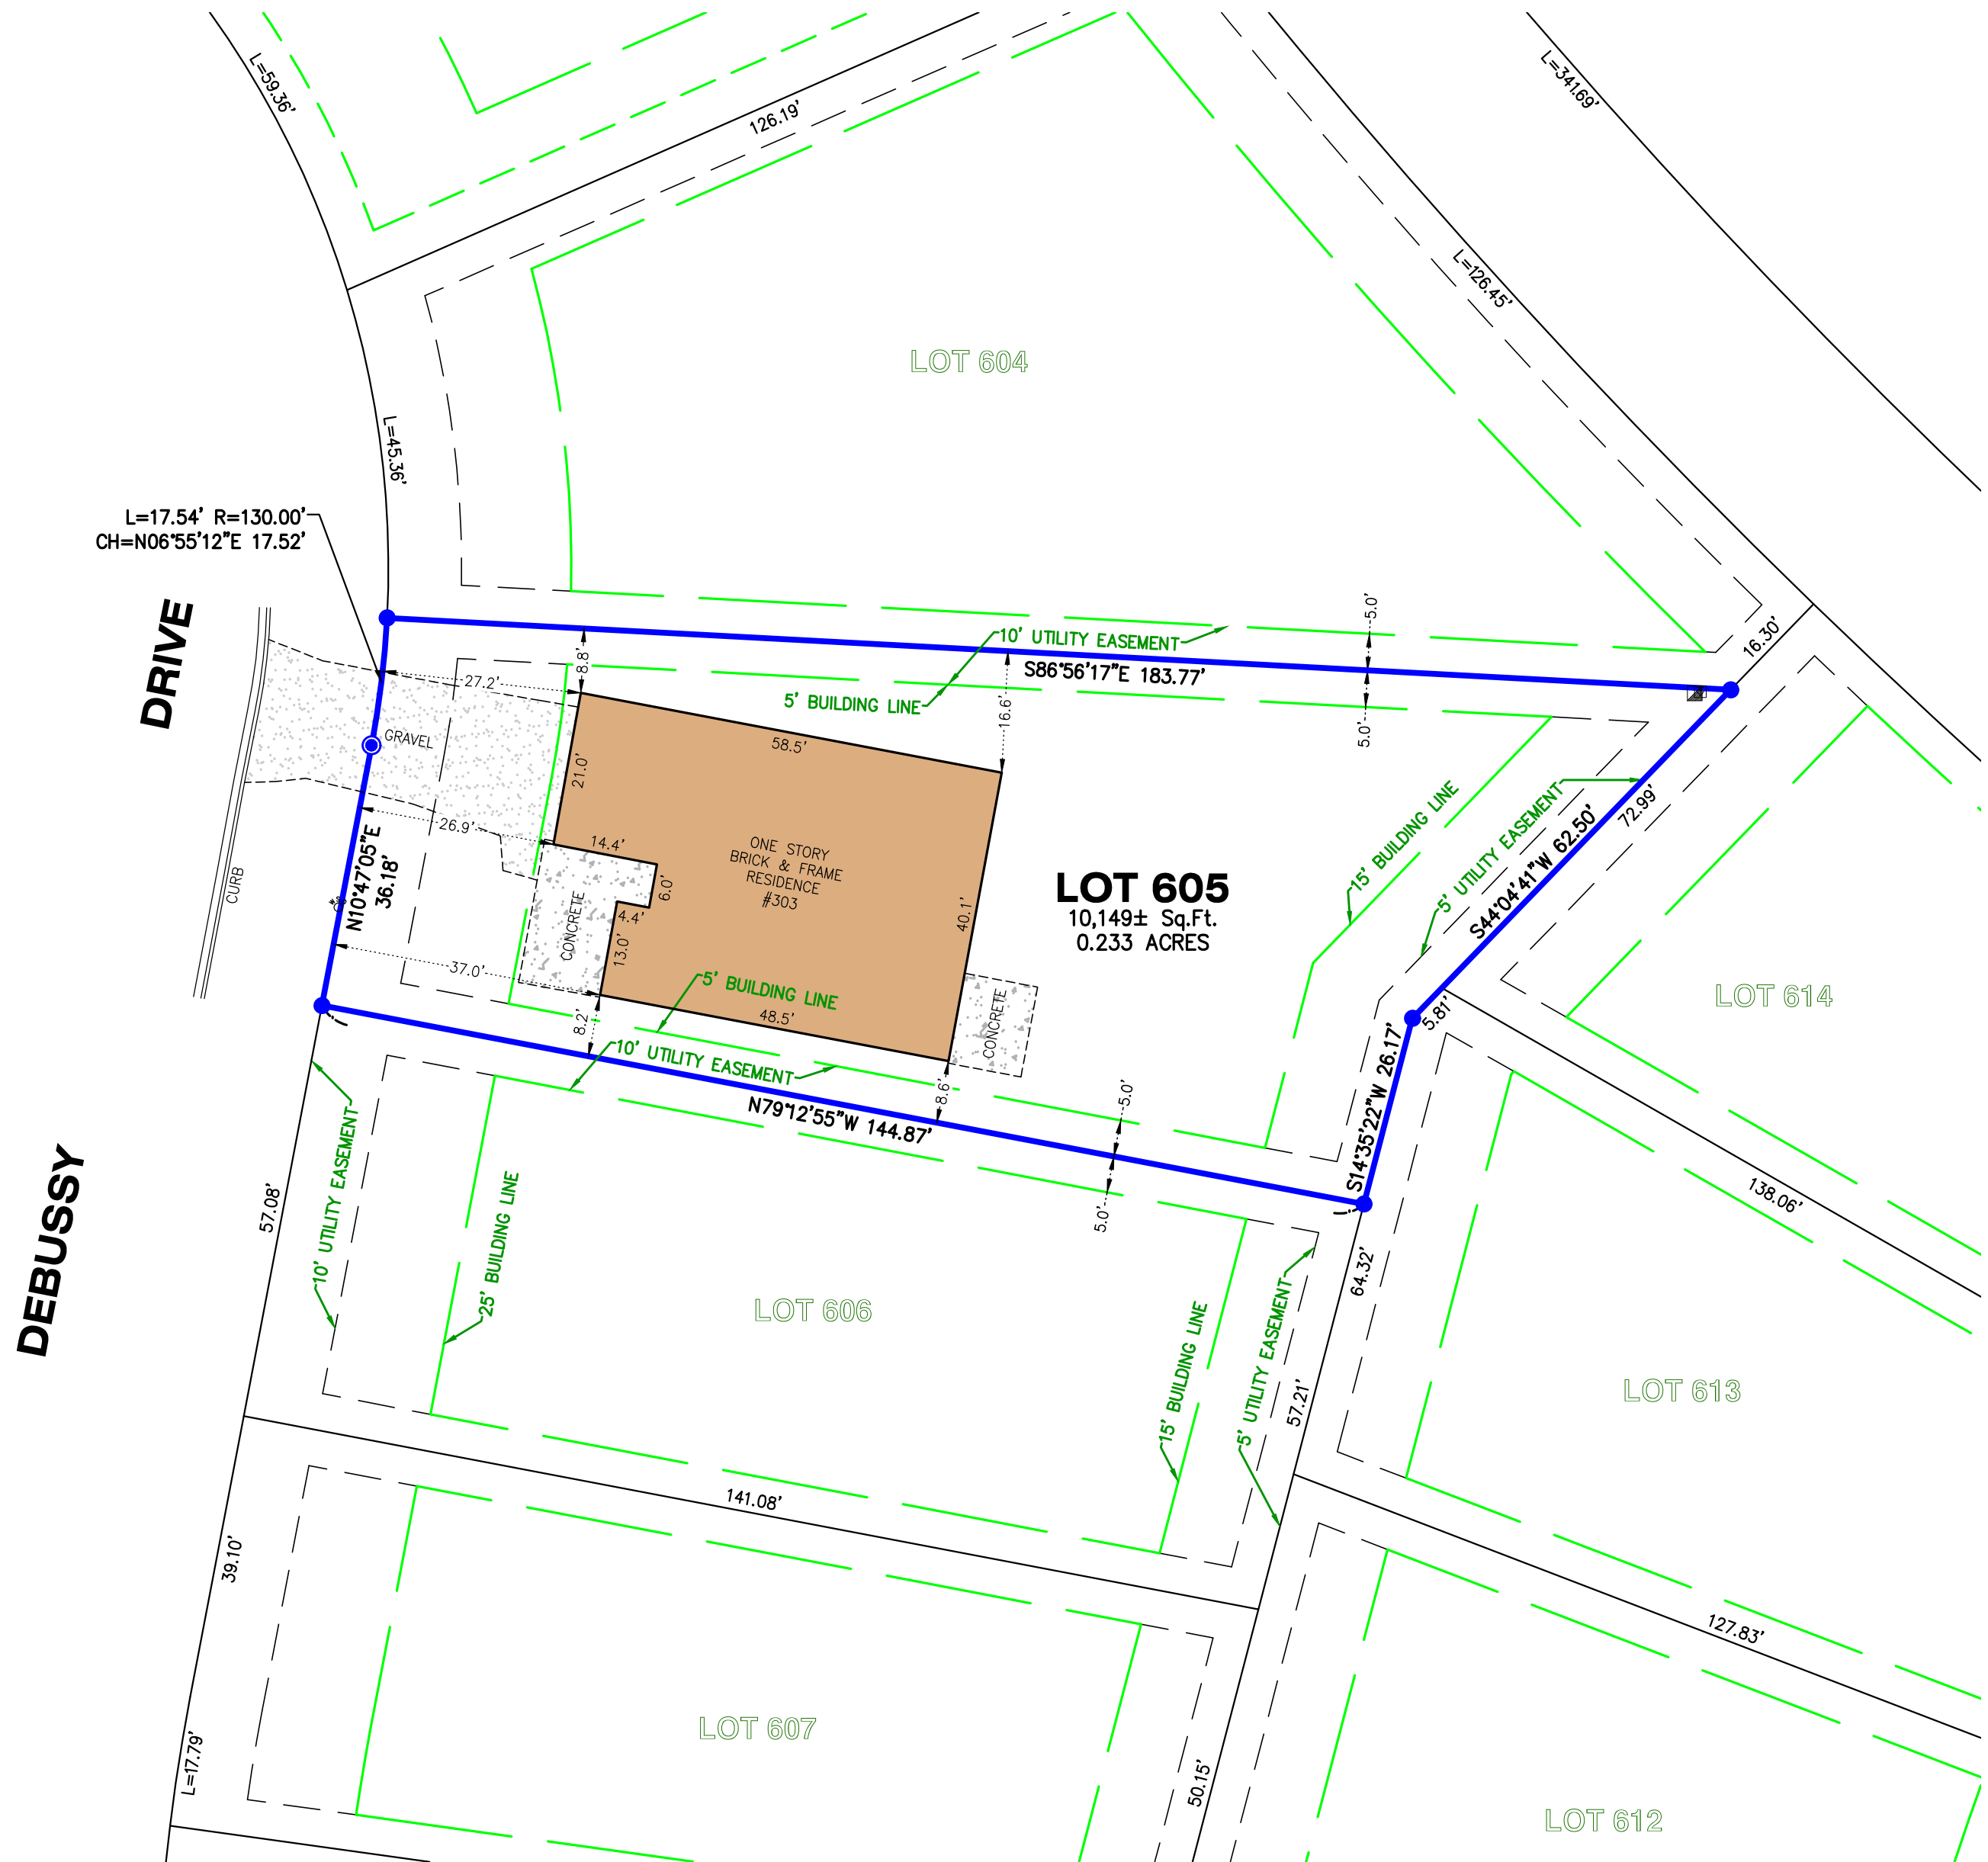 L=59.36'
126.19'
L=341.69'
L=126.45'
LOT 604
L=45.36'
L=17.54' R=130.00'
CH=N06°55'12"E 17.52'
DRIVE
8.8'
27.2'
10' UTILITY EASEMENT
S86°56'17"E 183.77'
5' BUILDING LINE
16.6'
5.0'
5.0'
16.30'
GRAVEL
58.5'
21.0'
26.9'
14.4'
ONE STORY
BRICK & FRAME
RESIDENCE
#303
6.0'
4.4'
13.0'
40.1'
CONCRETE
CURB
N10°47'05"E
36.18'
37.0'
LOT 605
10,149± Sq.Ft.
0.233 ACRES
15' BUILDING LINE
5' UTILITY EASEMENT
S44°04'41"W 62.50'
72.99'
5.81'
LOT 614
5' BUILDING LINE
48.5'
8.2'
10' UTILITY EASEMENT
CONCRETE
8.6'
N79°12'55"W 144.87'
5.0'
5.0'
S14°35'22"W 26.17'
138.06'
DEBUSSY
57.08'
10' UTILITY EASEMENT
25' BUILDING LINE
LOT 606
15' BUILDING LINE
5' UTILITY EASEMENT
64.32'
57.21'
LOT 613
141.08'
39.10'
127.83'
LOT 607
L=17.79'
50.15'
LOT 612